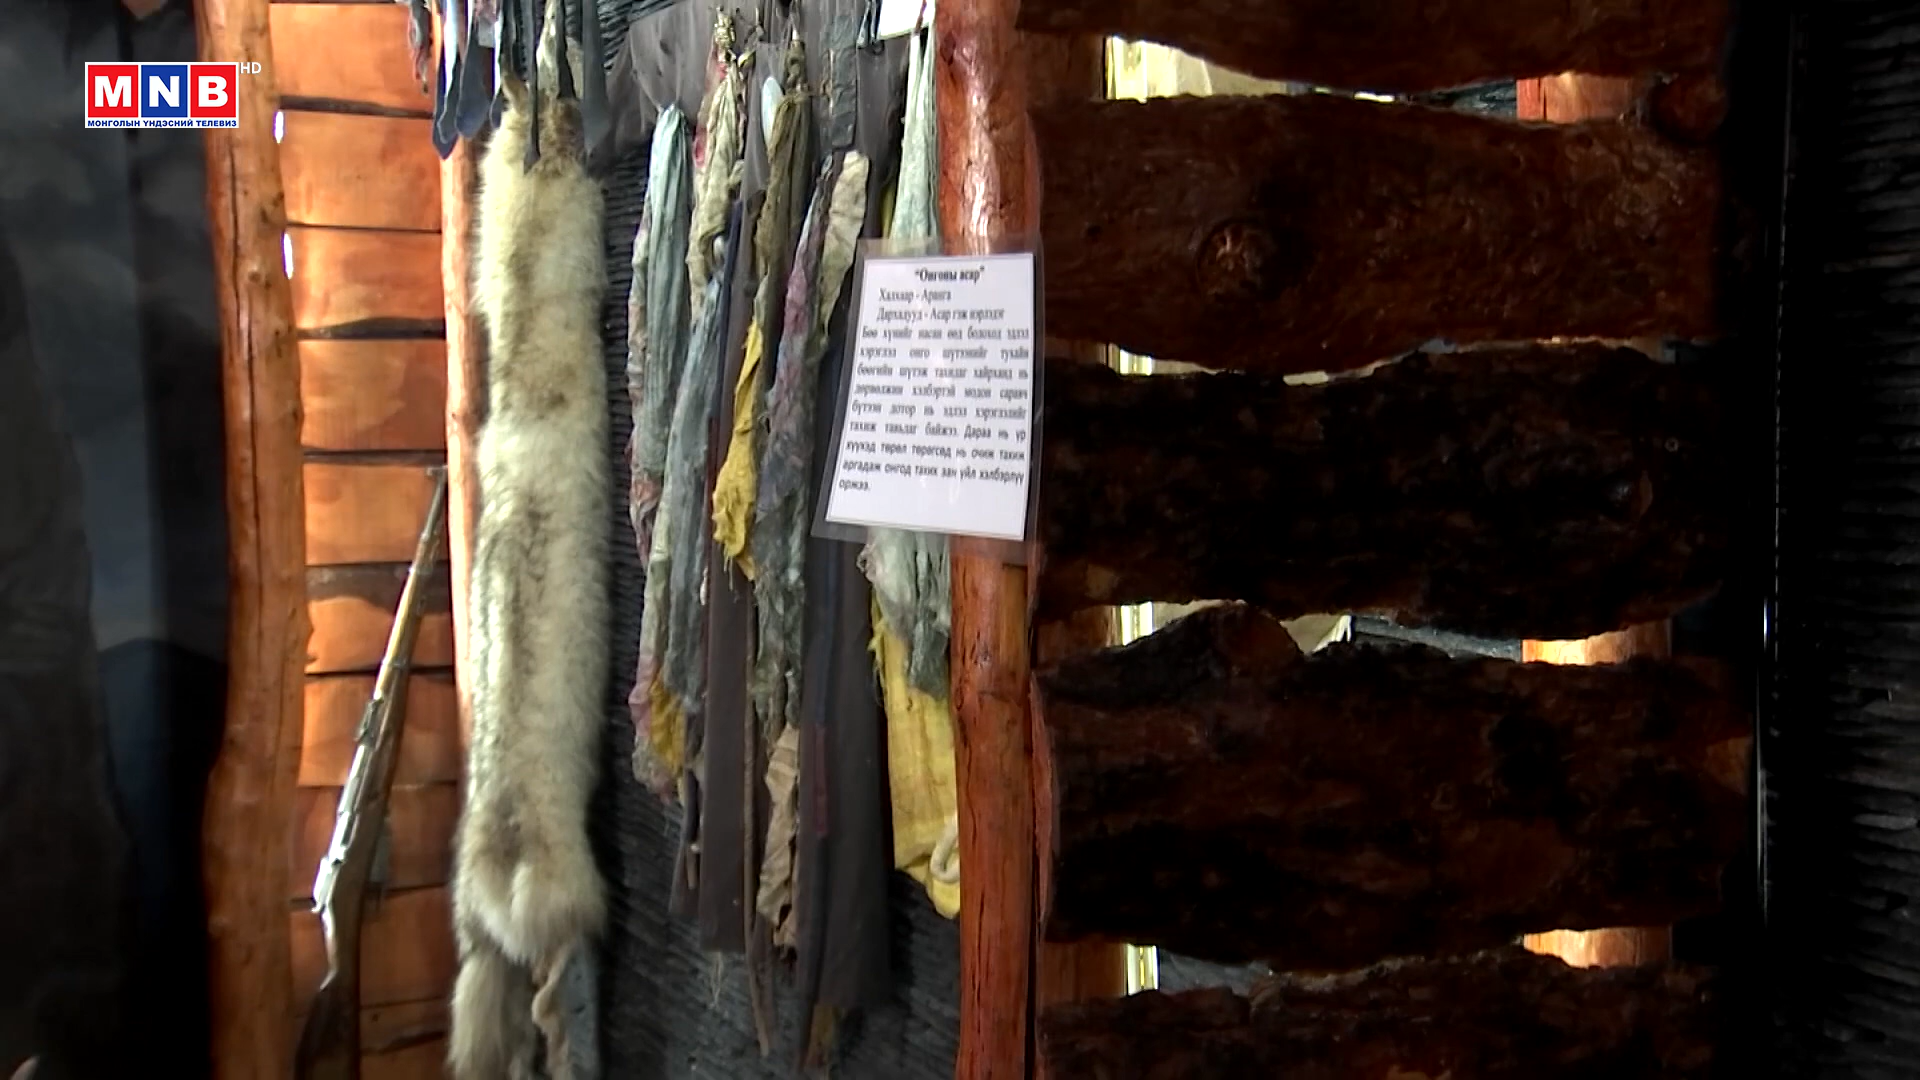 MNB HD
МОНГОЛЫН ҮНДЭСНИЙ ТЕЛЕВИЗ
"Онгоны асар"
Халхаар - Аранга
Дархадууд - Асар гэж нэрлэдэг
Бөө хүнийг насан өөд болоход эдлэл
хэрэглэл онго шүтээнийг тухайн
бөөгийн шүтэж тахидаг хайрханд нь
дөрвөлжин хэлбэртэй модон саравч
бүтээн дотор нь эдлэл хэрэглэлийг
тахиж тавьдаг байжээ. Дараа нь үр
хүүхэд төрөл төрөгсөд нь очиж тахиж
аргадаж онгод тахих зан үйл хэлбэрлүү
оржээ.